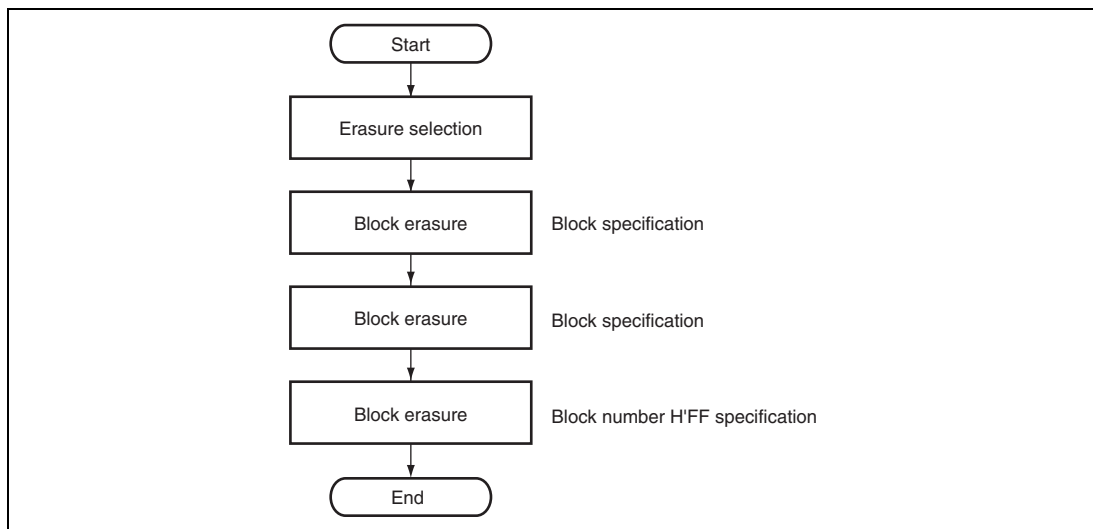 Start
Erasure selection
Block erasure
Block specification
Block erasure
Block specification
Block erasure
Block number H'FF specification
End